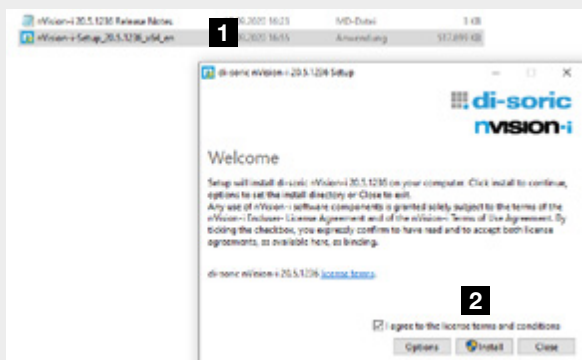 nVision-i 20.5.1236 Release Notes 16:23 MD-Datei 3 KB
nVision-i-Setup_20.5.1236_x64_en 1 16:55 Anwendung
di-soric nVision-i 20.5.1236 Setup
di-soric
nvision-i
Welcome
Setup will install di-soric nVision-i 20.5.1236 on your computer. Click install to continue,
options to set the install directory or Close to exit.
Any use of nVision-i software components is granted solely subject to the terms of the
nVision-i Enduser License Agreement and of the nVision-i Terms of Use Agreement. By
ticking the checkbox, you expressly confirm to have read and to accept both license
agreements, as available here, as binding.
di-soric nVision-i 20.5.1236 license terms.
2
I agree to the license terms and conditions
Options Install Close